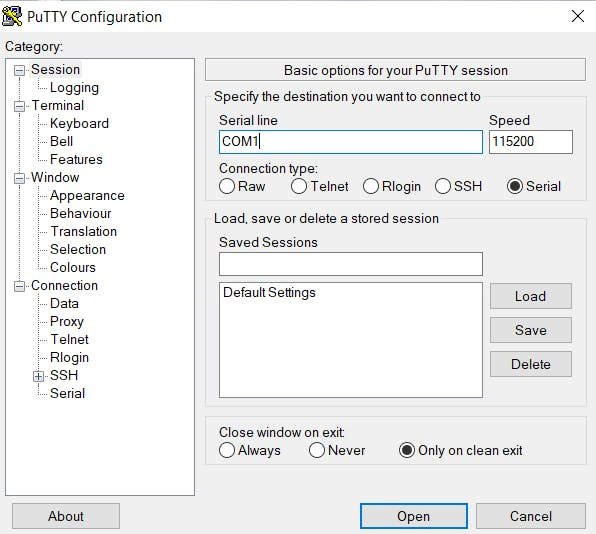 PuTTY Configuration
Category:
Session
Logging
Terminal
Keyboard
Bell
Features
Window
Appearance
Behaviour
Translation
Selection
Colours
Connection
Data
Proxy
Telnet
Rlogin
SSH
Serial
Basic options for your PuTTY session
Specify the destination you want to connect to
Serial line Speed
COM1 115200
Connection type:
Raw Telnet Rlogin SSH Serial
Load, save or delete a stored session
Saved Sessions
Default Settings
Load
Save
Delete
Close window on exit:
Always Never Only on clean exit
About Open Cancel